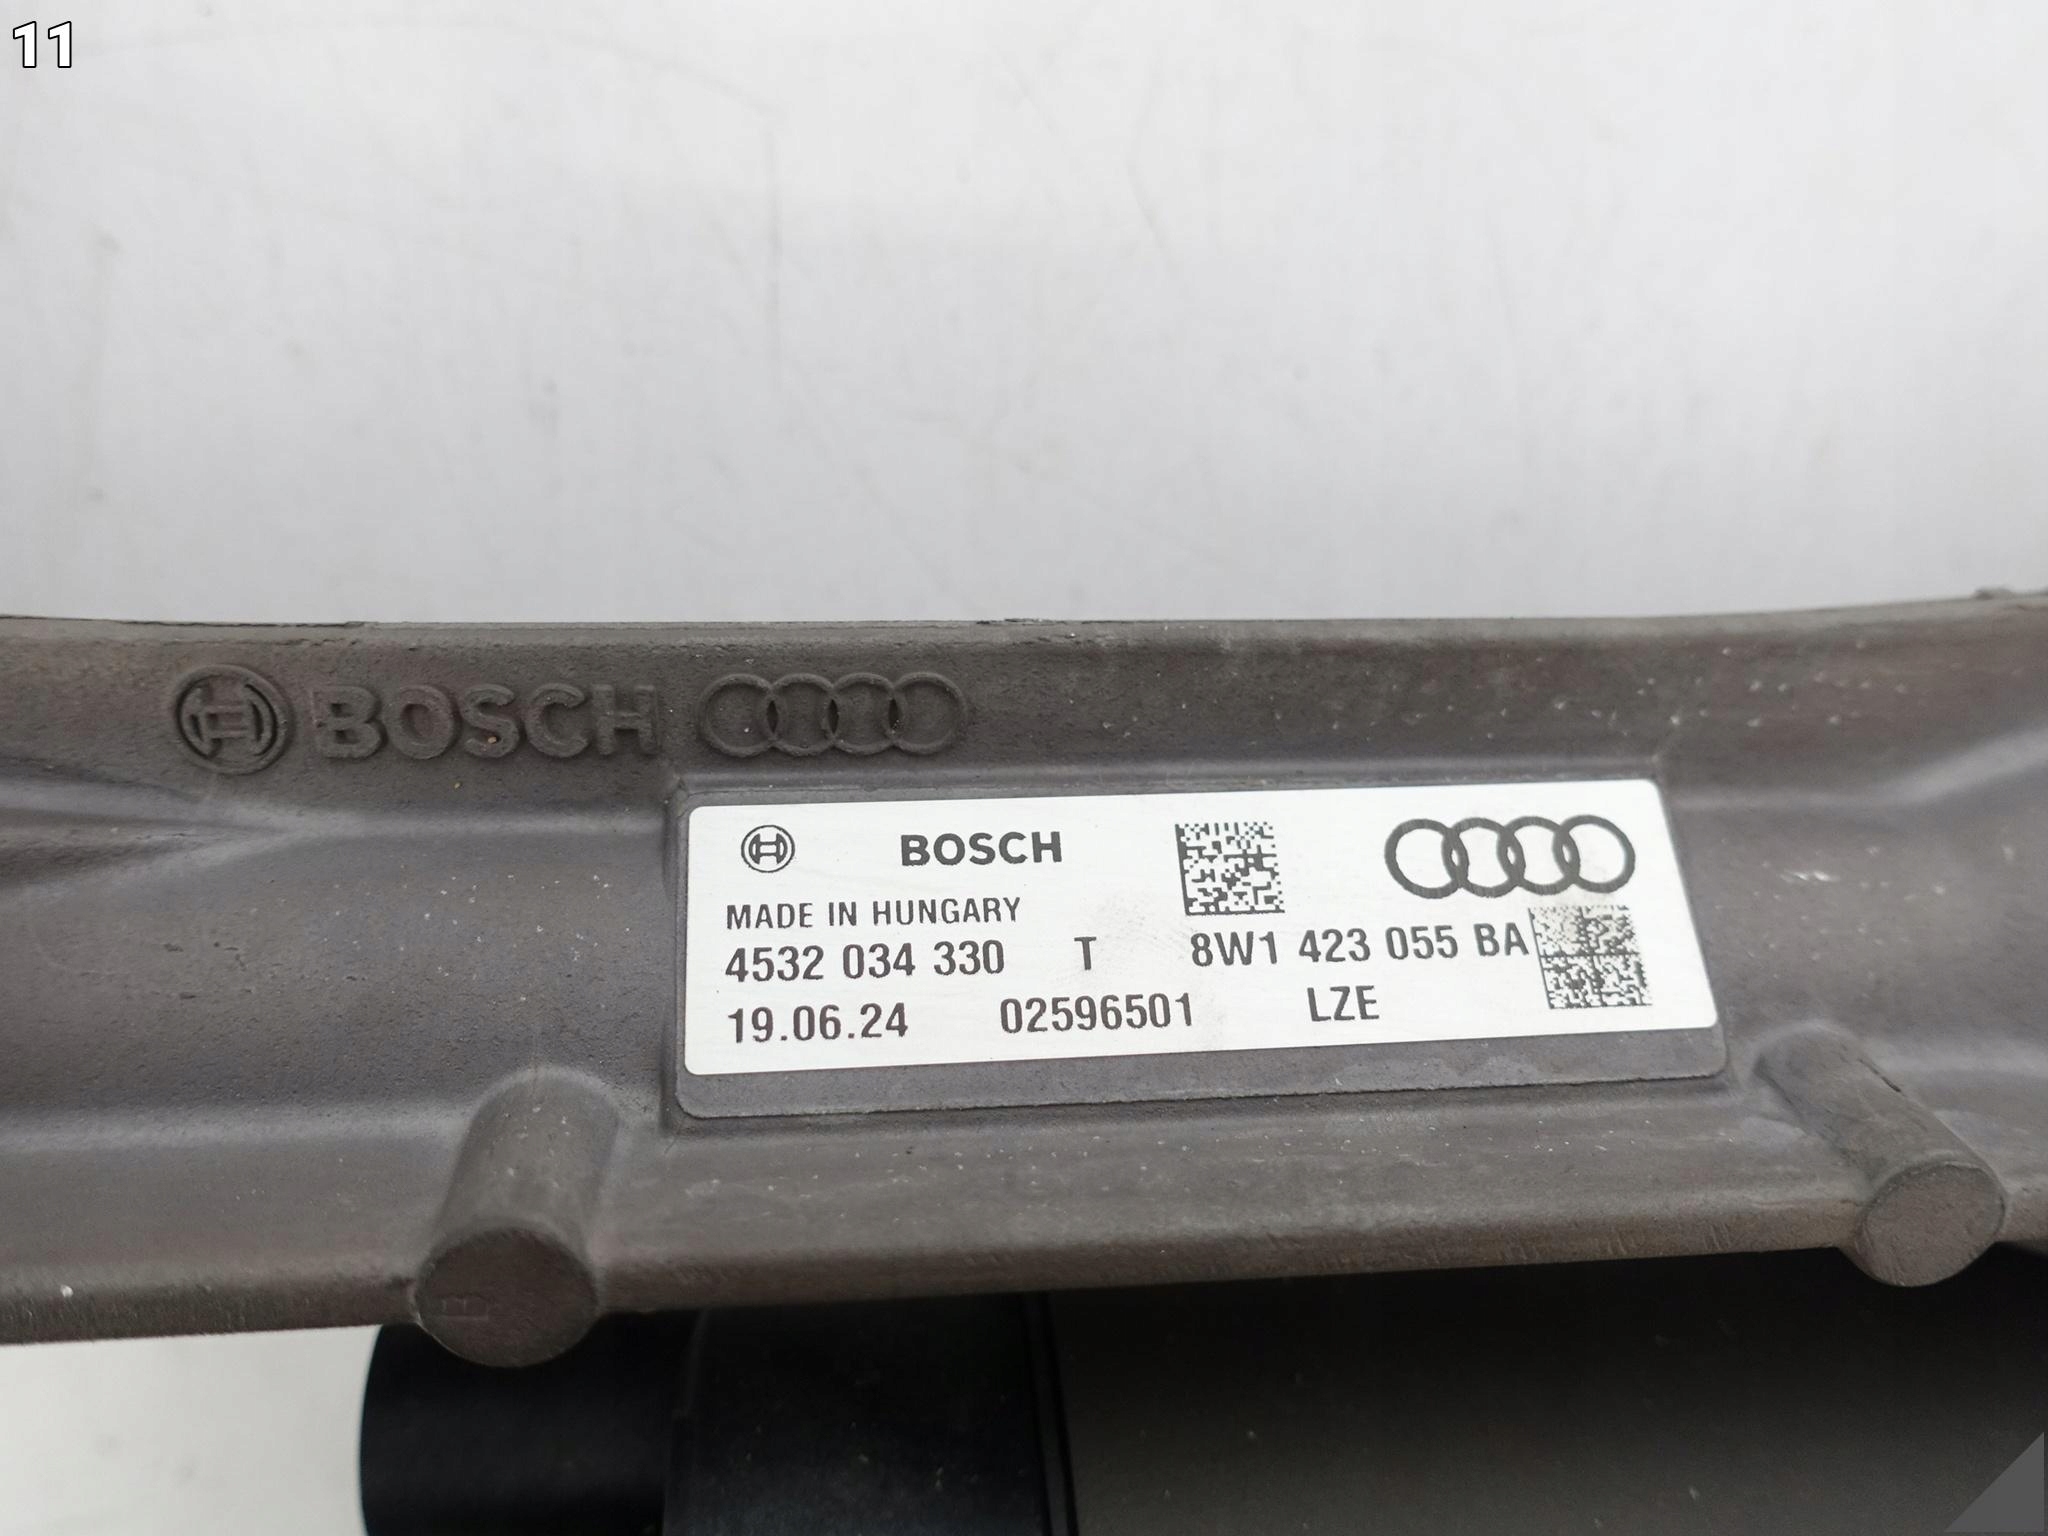 11
BOSCH
BOSCH
MADE IN HUNGARY
4532 034 330 T 8W1 423 055 BA
19.06.24 02596501 LZE